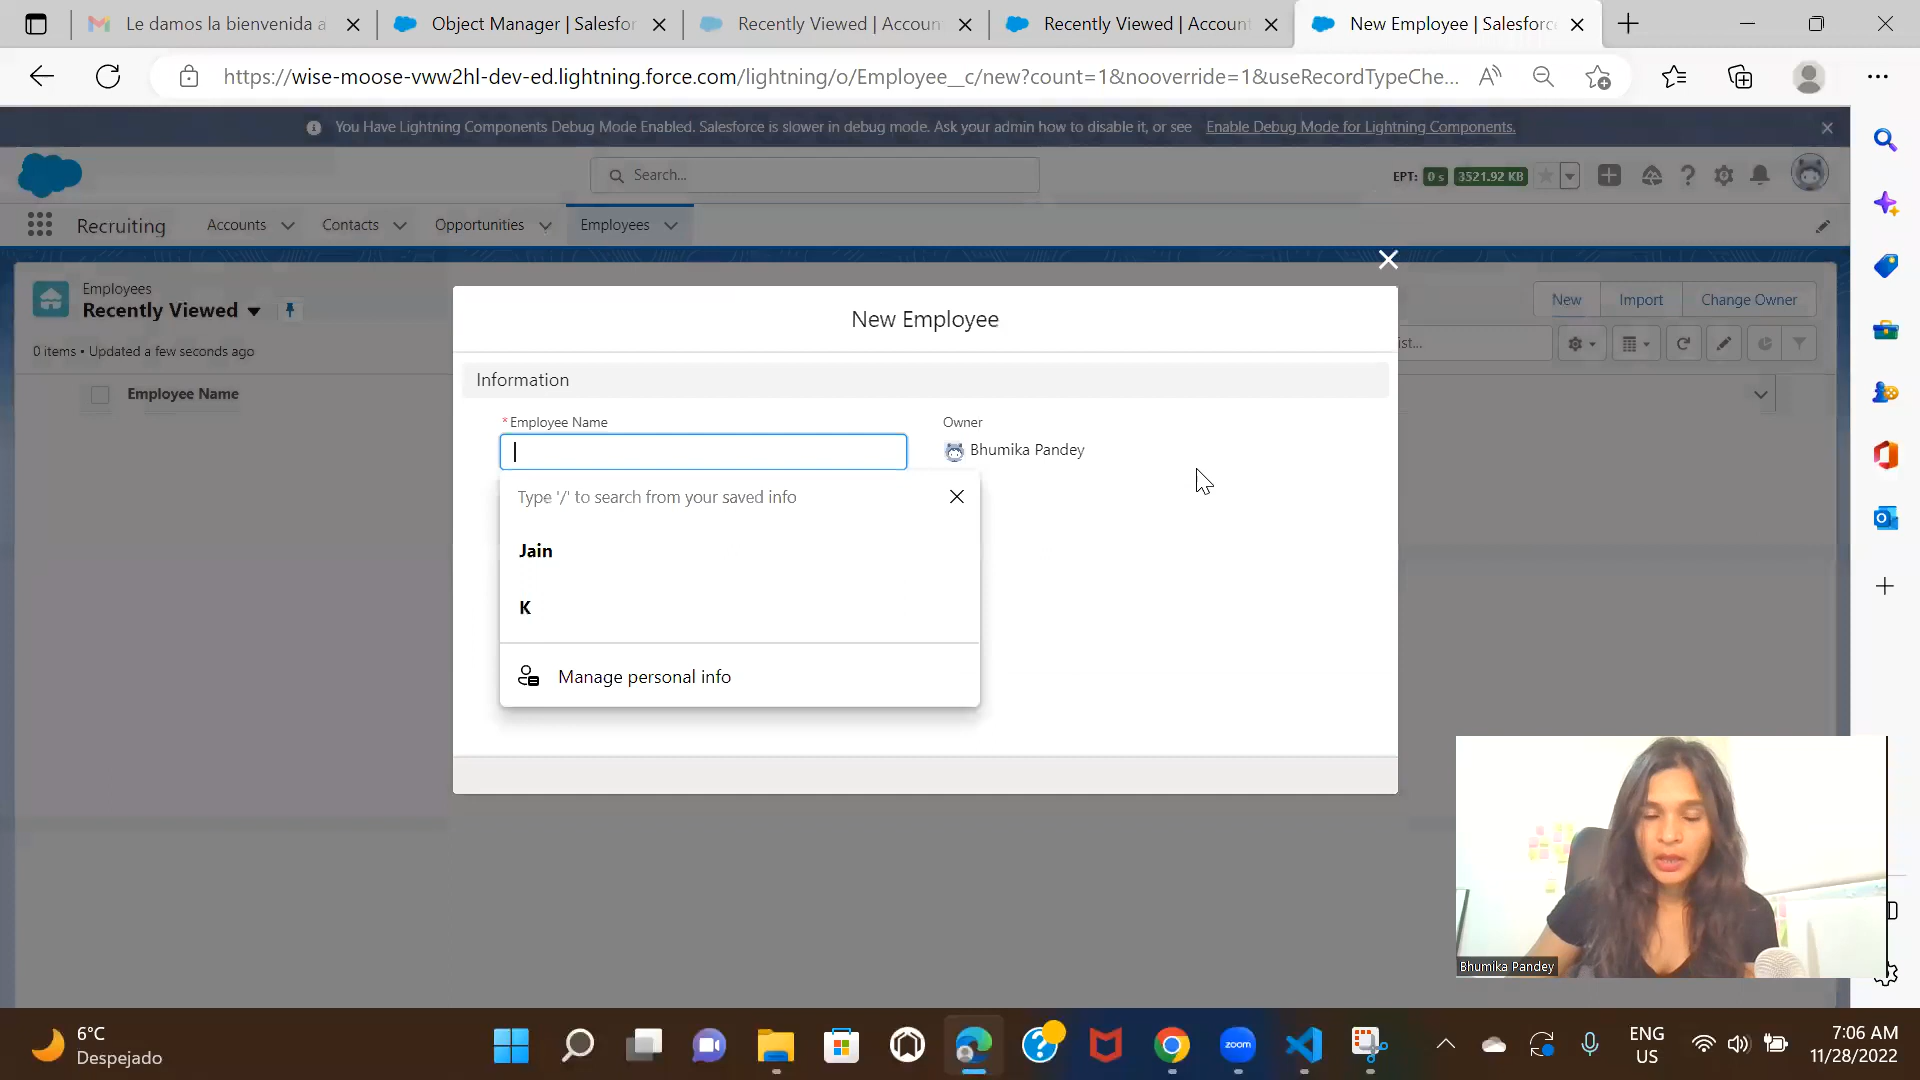 Le damos la bienvenida a
Object Manager | Salesfor
Recently Viewed | Accoun
Recently Viewed | Account
New Employee | Salesforc
https://wise-moose-vww2hl-dev-ed.lightning.force.com/lightning/o/Employee__c/new?count=1&nooverride=1&useRecordTypeChe...
You Have Lightning Components Debug Mode Enabled. Salesforce is slower in debug mode. Ask your admin how to disable it, or see Enable Debug Mode for Lightning Components.
Search...
EPT: 0 s 3521.92 KB
Recruiting
Accounts
Contacts
Opportunities
Employees
Employees
Recently Viewed
New
Import
Change Owner
0 items • Updated a few seconds ago
ist...
Employee Name
New Employee
Information
*Employee Name
Owner
Bhumika Pandey
Type '/' to search from your saved info
Jain
K
Manage personal info
Bhumika Pandey
6°C
Despejado
zoom
ENG
US
7:06 AM
11/28/2022